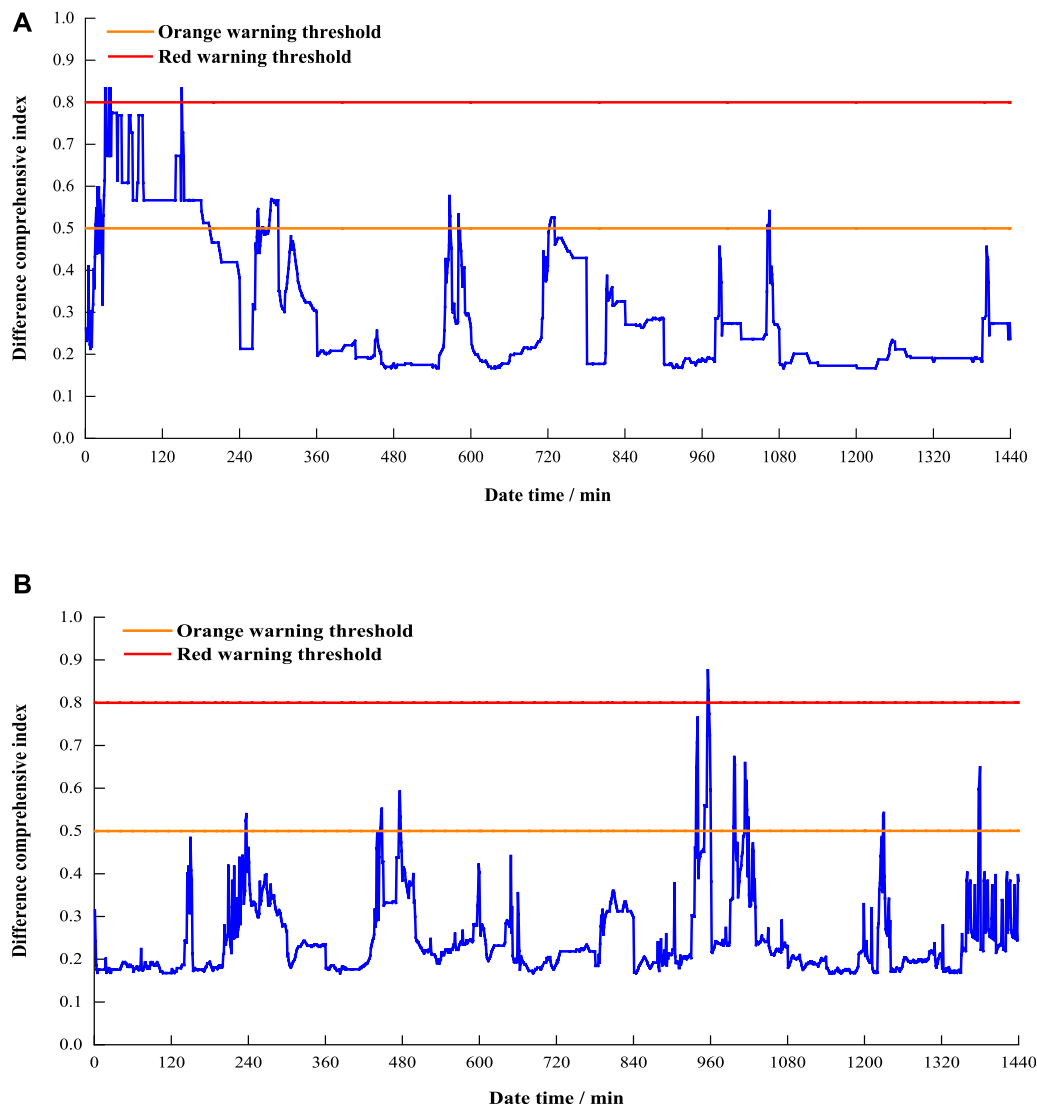 A
Orange warning threshold
Red warning threshold
Difference comprehensive index
1.0
0.9
0.8
0.7
0.6
0.5
0.4
0.3
0.2
0.1
0.0
0 120 240 360 480 600 720 840 960 1080 1200 1320 1440
Date time / min
B
Orange warning threshold
Red warning threshold
Difference comprehensive index
1.0
0.9
0.8
0.7
0.6
0.5
0.4
0.3
0.2
0.1
0.0
0 120 240 360 480 600 720 840 960 1080 1200 1320 1440
Date time / min